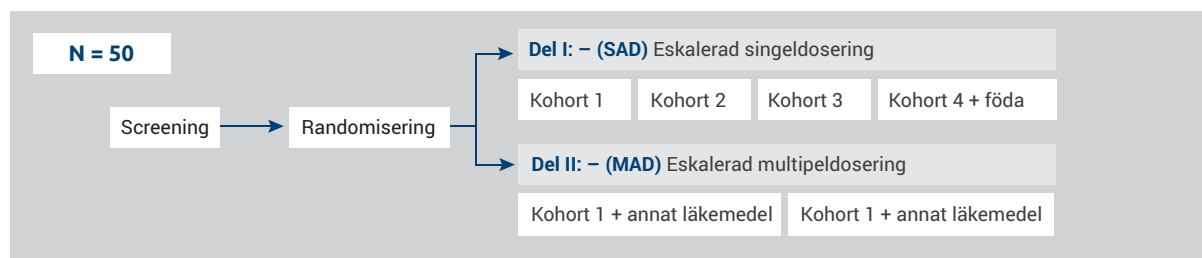 N = 50
Screening
Randomisering
Del I: – (SAD) Eskalerad singeldosering
Kohort 1
Kohort 2
Kohort 3
Kohort 4 + föda
Del II: – (MAD) Eskalerad multipeldosering
Kohort 1 + annat läkemedel
Kohort 1 + annat läkemedel